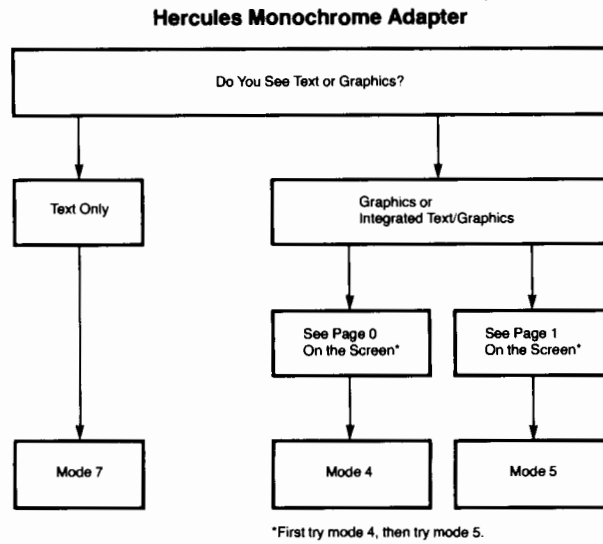 Hercules Monochrome Adapter
Do You See Text or Graphics?
Text Only
Graphics or
Integrated Text/Graphics
See Page 0
On the Screen*
See Page 1
On the Screen*
Mode 7
Mode 4
Mode 5
*First try mode 4, then try mode 5.